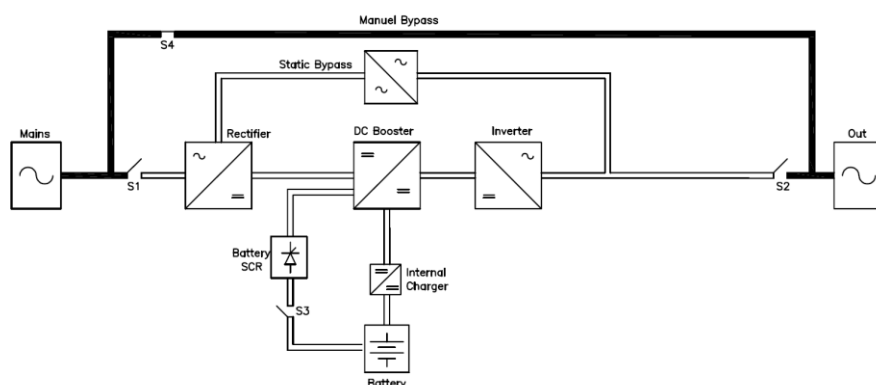 Manuel Bypass
S4
Static Bypass
Mains
Rectifier
DC Booster
Inverter
Out
S1
S2
Battery
SCR
Internal
Charger
S3
Battery